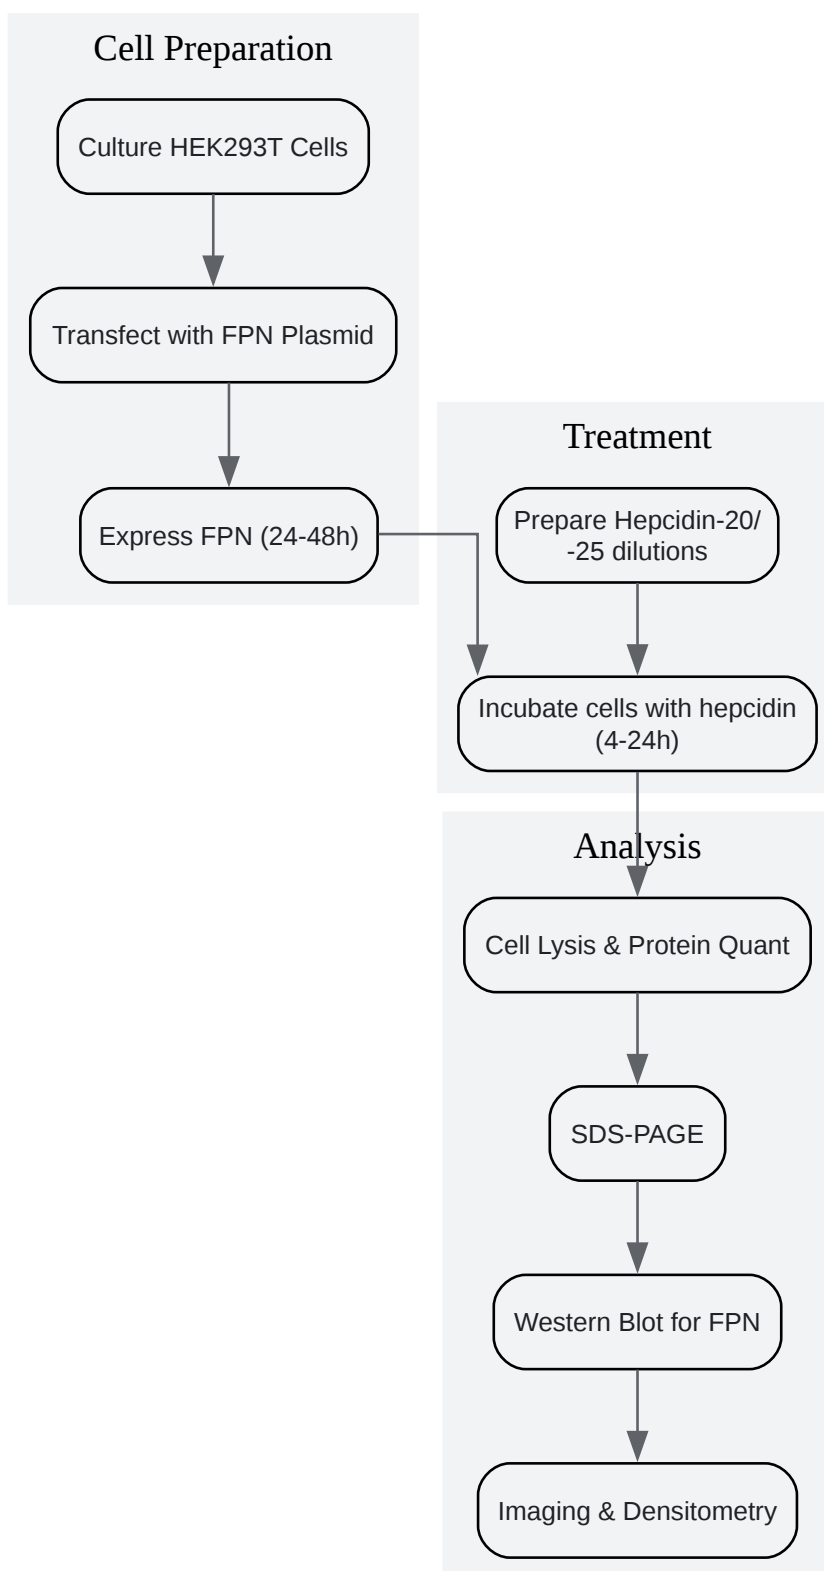 Cell Preparation
Culture HEK293T Cells
Transfect with FPN Plasmid
Express FPN (24-48h)
Treatment
Prepare Hepcidin-20/
-25 dilutions
Incubate cells with hepcidin
(4-24h)
Analysis
Cell Lysis & Protein Quant
SDS-PAGE
Western Blot for FPN
Imaging & Densitometry